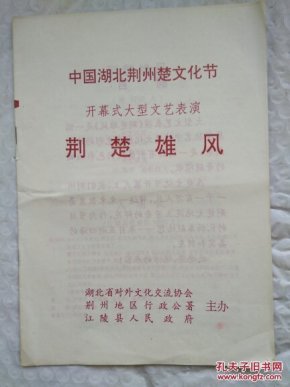 中国湖北荆州楚文化节
开幕式大型文艺表演
荆楚雄风
湖北省对外文化交流协会
荆州地区行政公署 主办
江陵县人民政府
孔夫子旧书网